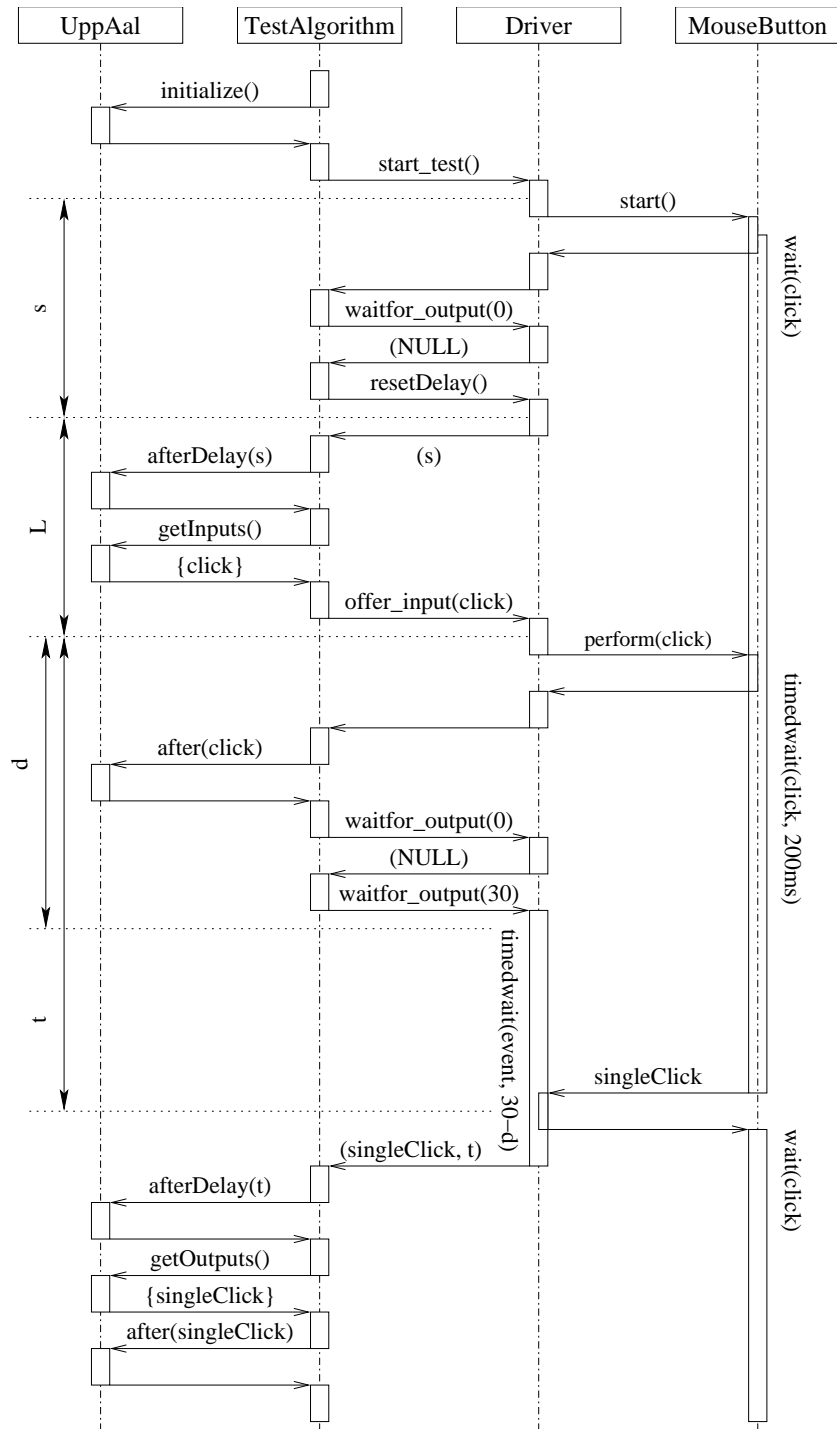 UppAal
TestAlgorithm
Driver
MouseButton
initialize()
start_test()
start()
wait(click)
s
waitfor_output(0)
(NULL)
resetDelay()
(s)
afterDelay(s)
L
getInputs()
{click}
offer_input(click)
perform(click)
timedwait(click, 200ms)
d
after(click)
waitfor_output(0)
(NULL)
waitfor_output(30)
timedwait(event, 30-d)
t
singleClick
wait(click)
(singleClick, t)
afterDelay(t)
getOutputs()
{singleClick}
after(singleClick)